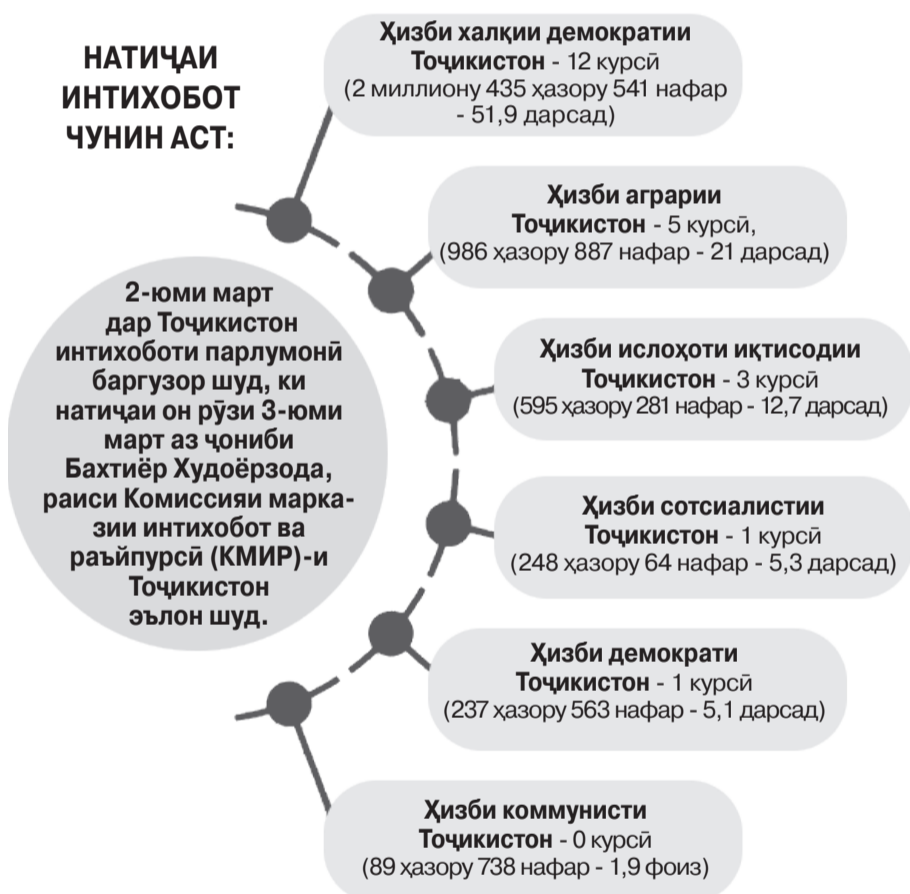 НАТИҶАИ
ИНТИХОБОТ
ЧУНИН АСТ:
Ҳизби халқии демократии
Тоҷикистон - 12 курсӣ
(2 миллиону 435 ҳазору 541 нафар
- 51,9 дарсад)
Ҳизби аграрии
Тоҷикистон - 5 курсӣ,
(986 ҳазору 887 нафар - 21 дарсад)
2-юми март
дар Тоҷикистон
интихоботи парлумонӣ
баргузор шуд, ки
натиҷаи он рӯзи 3-юми
март аз ҷониби
Бахтиёр Худоёрзода,
раиси Комиссияи марка-
зии интихобот ва
раъйпурсӣ (КМИР)-и
Тоҷикистон
эълон шуд.
Ҳизби ислоҳоти иқтисодии
Тоҷикистон - 3 курсӣ
(595 ҳазору 281 нафар - 12,7 дарсад)
Ҳизби сотсиалистии
Тоҷикистон - 1 курсӣ
(248 ҳазору 64 нафар - 5,3 дарсад)
Ҳизби демократи
Тоҷикистон - 1 курсӣ
(237 ҳазору 563 нафар - 5,1 дарсад)
Ҳизби коммунисти
Тоҷикистон - 0 курсӣ
(89 ҳазору 738 нафар - 1,9 фоиз)